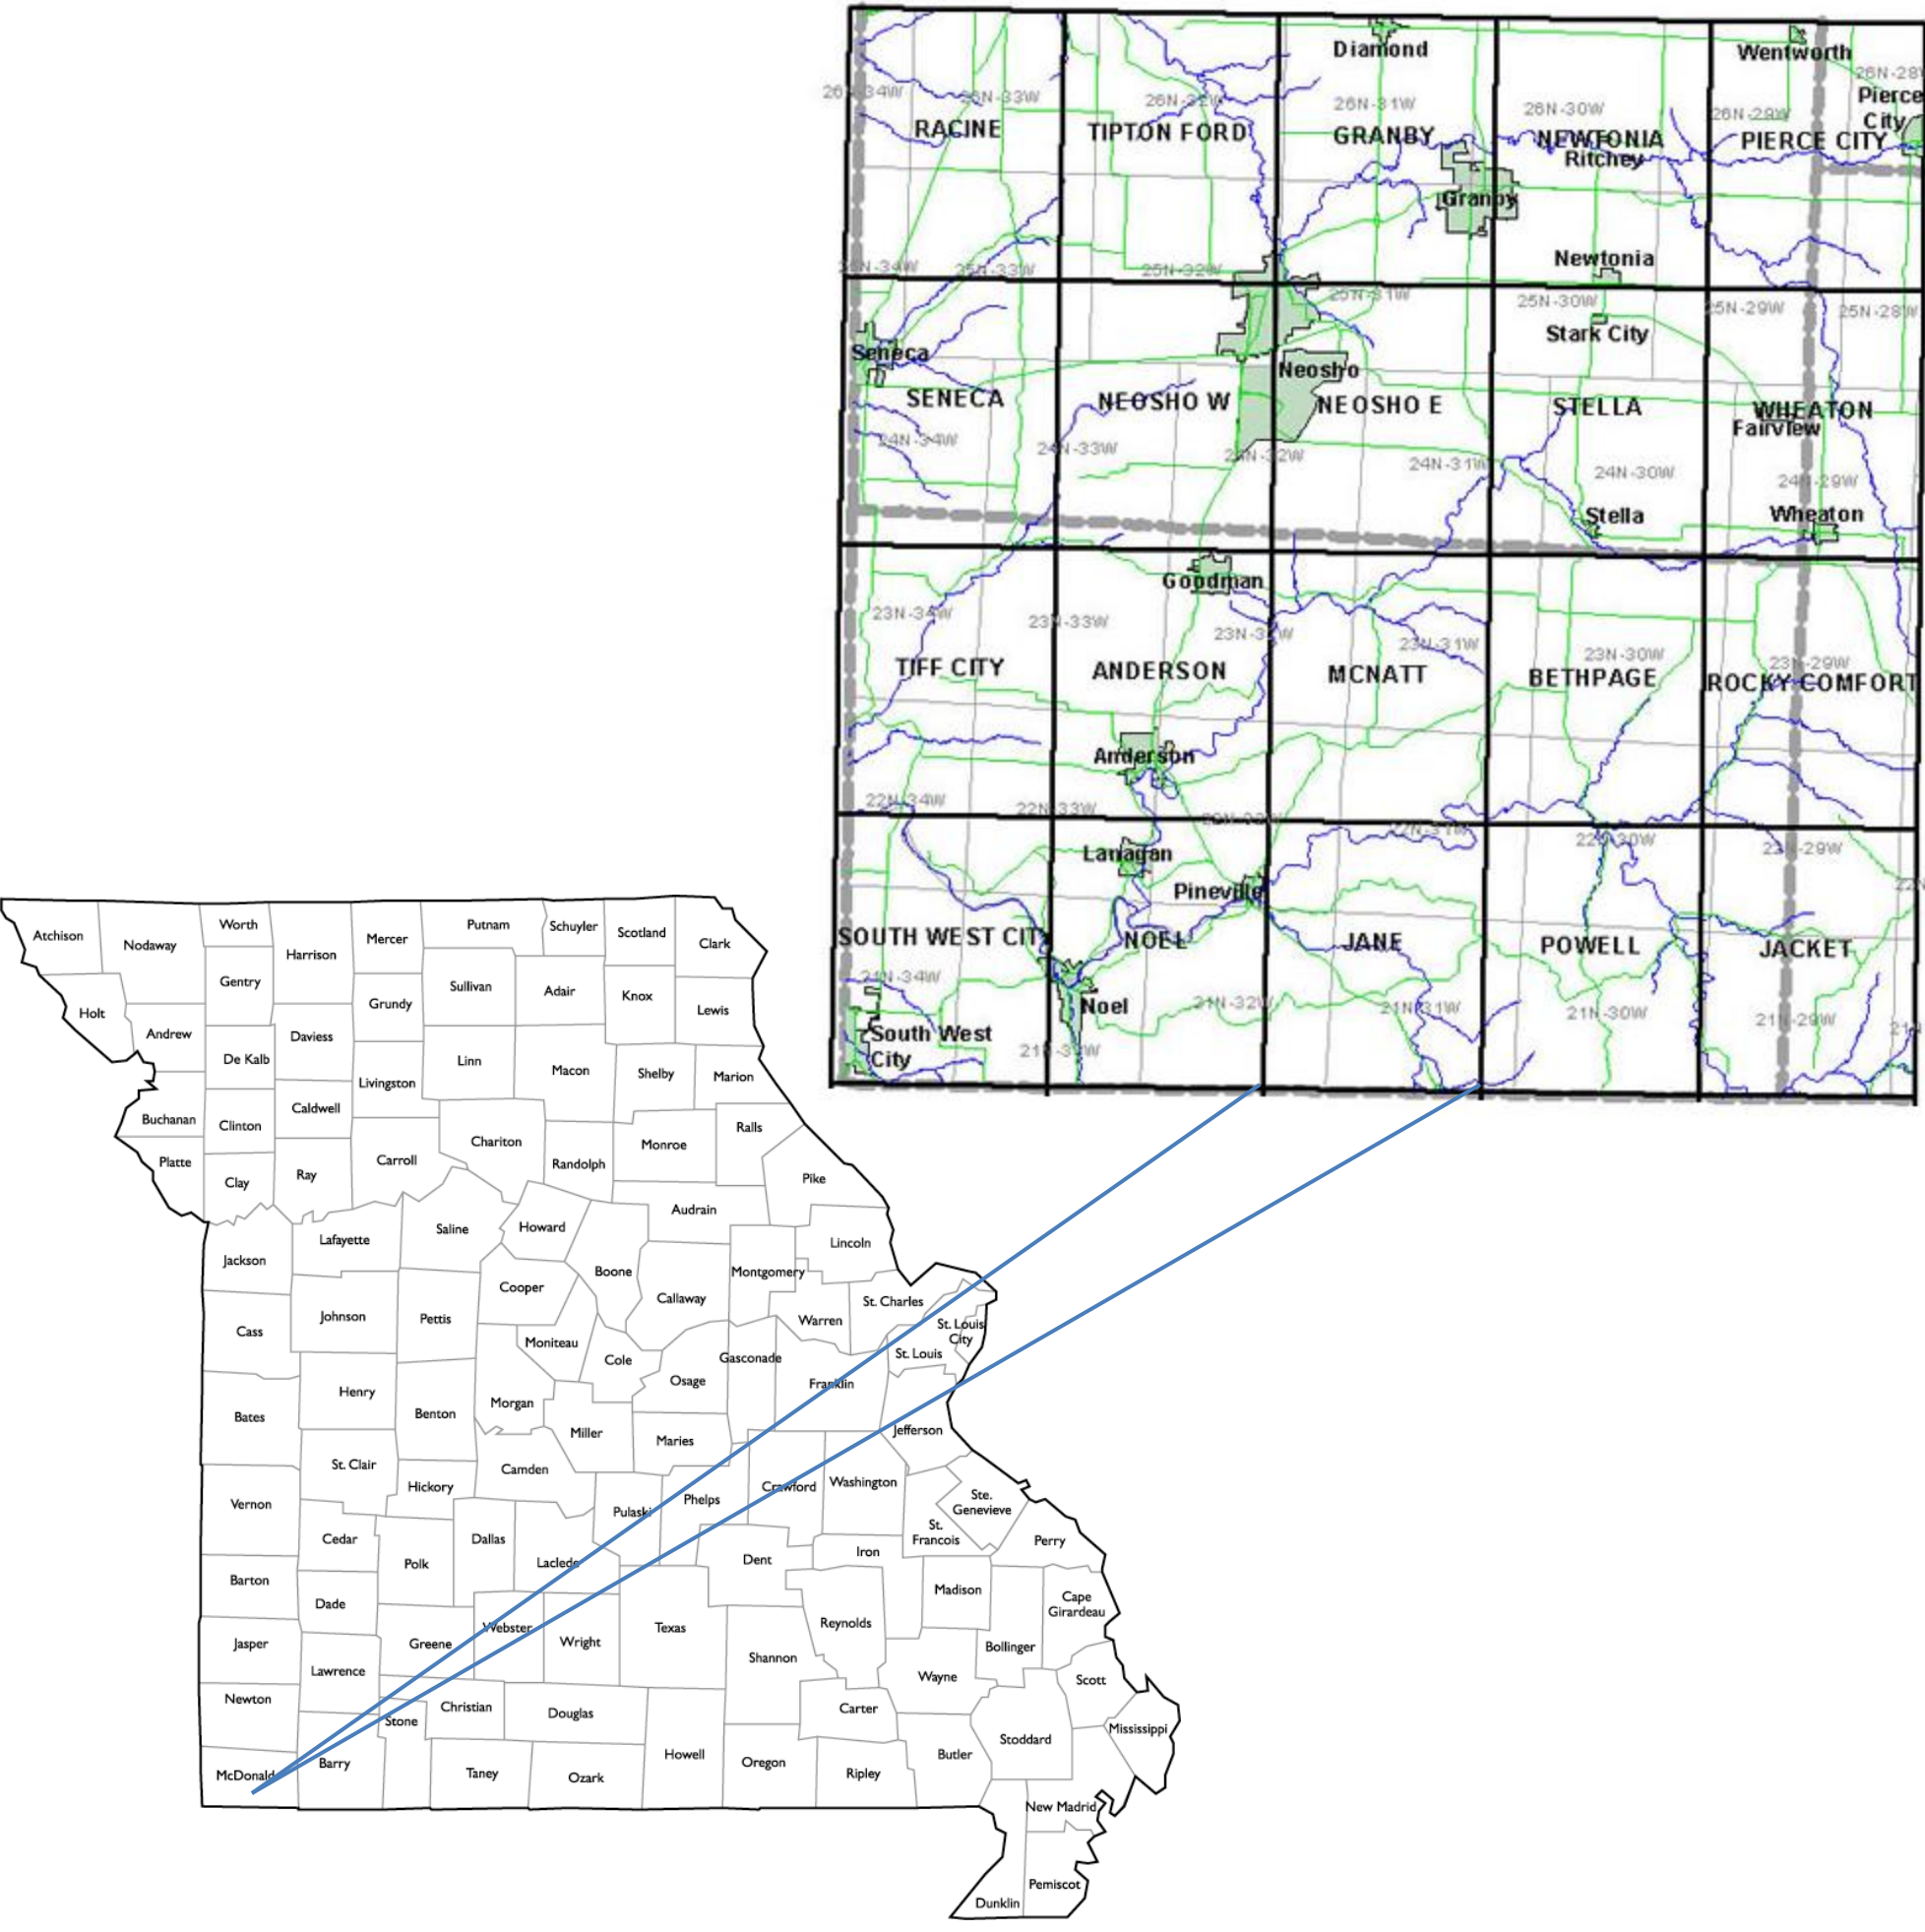 Diamond
Wentworth
26N-34W
26N-33W
26N-32W
26N-31W
26N-30W
26N-29W
26N-28W
Pierce
City
RACINE
TIPTON FORD
GRANBY
NEWTONIA
PIERCE CITY
Ritchey
Granby
Newtonia
25N-34W
25N-33W
25N-32W
25N-31W
25N-30W
25N-29W
25N-28W
Stark City
Seneca
Neosho
SENECA
NEOSHO W
NEOSHO E
STELLA
WHEATON
Fairview
24N-34W
24N-33W
24N-32W
24N-31W
24N-30W
24N-29W
Stella
Wheaton
Goodman
23N-34W
23N-33W
23N-32W
23N-31W
23N-30W
23N-29W
TIFF CITY
ANDERSON
MCNATT
BETHPAGE
ROCKY COMFORT
Anderson
22N-34W
22N-33W
22N-32W
22N-31W
22N-30W
22N-29W
Lanagan
Pineville
SOUTH WEST CITY
NOEL
JANE
POWELL
JACKET
21N-34W
Noel
21N-32W
21N-31W
21N-30W
21N-29W
South West
City
21N-33W
Atchison
Nodaway
Worth
Harrison
Mercer
Putnam
Schuyler
Scotland
Clark
Holt
Gentry
Grundy
Sullivan
Adair
Knox
Lewis
Andrew
De Kalb
Daviess
Livingston
Linn
Macon
Shelby
Marion
Buchanan
Clinton
Caldwell
Chariton
Monroe
Ralls
Platte
Clay
Ray
Carroll
Randolph
Pike
Saline
Howard
Audrain
Jackson
Lafayette
Lincoln
Cooper
Boone
Callaway
Montgomery
Cass
Johnson
Pettis
Moniteau
Cole
Warren
St. Charles
St. Louis
City
St. Louis
Osage
Gasconade
Franklin
Bates
Henry
Benton
Morgan
Miller
Maries
Jefferson
St. Clair
Hickory
Camden
Vernon
Pulaski
Phelps
Crawford
Washington
Ste.
Genevieve
St.
Francois
Perry
Cedar
Polk
Dallas
Laclede
Dent
Iron
Barton
Dade
Madison
Cape
Girardeau
Jasper
Greene
Webster
Wright
Texas
Reynolds
Bollinger
Lawrence
Shannon
Wayne
Scott
Newton
Stone
Christian
Douglas
Carter
Stoddard
Mississippi
McDonald
Barry
Taney
Ozark
Howell
Oregon
Ripley
Butler
New Madrid
Dunklin
Pemiscot